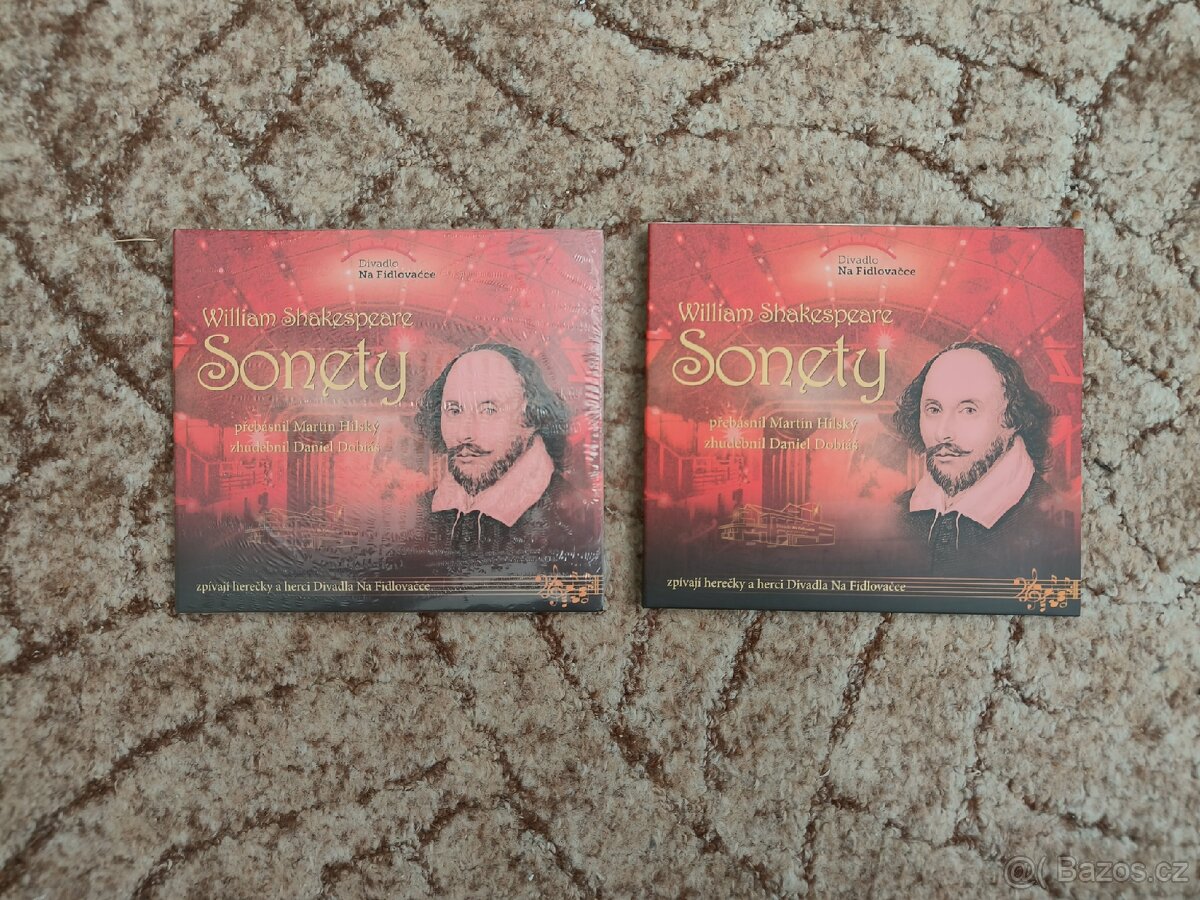 Divadlo
Na Fidlovačce
William Shakespeare
Sonety
přebásnil Martin Hilský
zhudebnil Daniel Dobiáš
zpívají herečky a herci Divadla Na Fidlovačce
Divadlo
Na Fidlovačce
William Shakespeare
Sonety
přebásnil Martin Hilský
zhudebnil Daniel Dobiáš
zpívají herečky a herci Divadla Na Fidlovačce
Bazos.cz